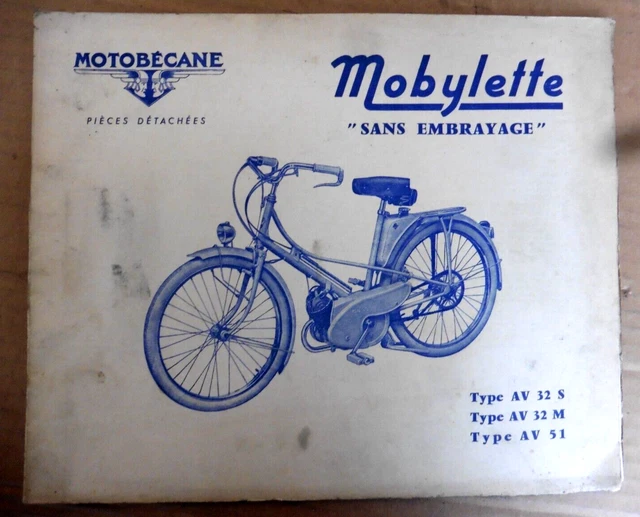 MOTOBÉCANE
PIÈCES DÉTACHÉES
Mobylette
"SANS EMBRAYAGE"
Type AV 32 S
Type AV 32 M
Type AV 51